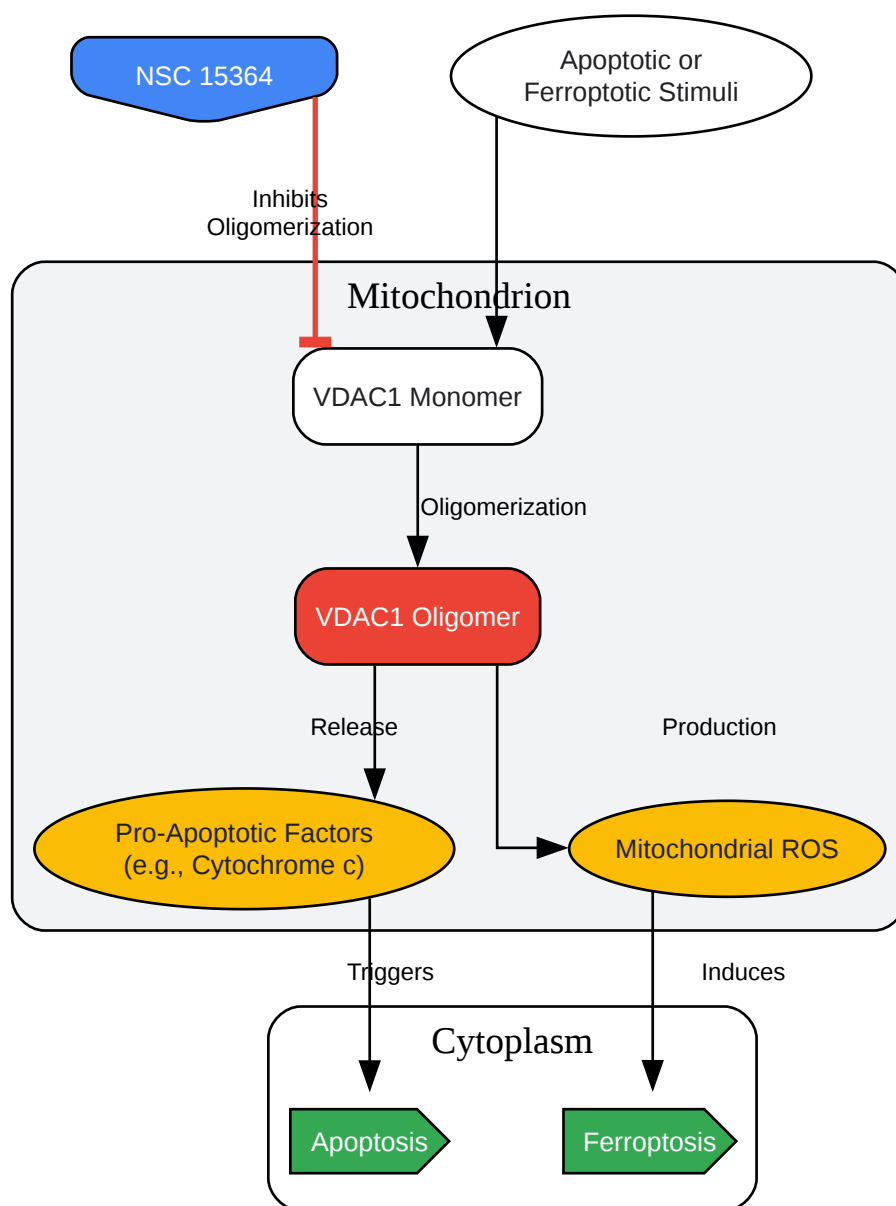 NSC 15364
Apoptotic or
Ferroptotic Stimuli
Inhibits
Oligomerization
Mitochondrion
VDAC1 Monomer
Oligomerization
VDAC1 Oligomer
Release
Production
Pro-Apoptotic Factors
(e.g., Cytochrome c)
Mitochondrial ROS
Triggers
Induces
Cytoplasm
Apoptosis
Ferroptosis